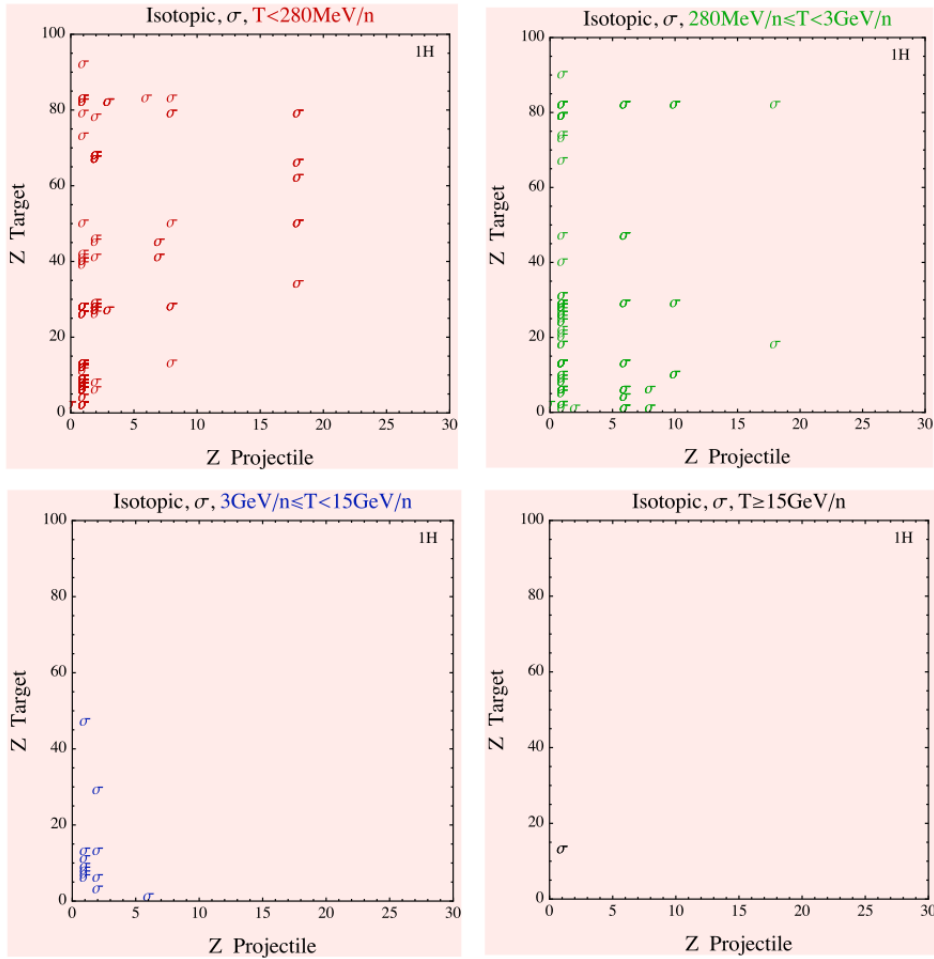 Isotopic, σ, T<280MeV/n
1H
Z Target
100
80
60
40
20
0
0 5 10 15 20 25 30
Z Projectile
Isotopic, σ, 280MeV/n≤T<3GeV/n
1H
Z Target
100
80
60
40
20
0
0 5 10 15 20 25 30
Z Projectile
Isotopic, σ, 3GeV/n≤T<15GeV/n
1H
Z Target
100
80
60
40
20
0
0 5 10 15 20 25 30
Z Projectile
Isotopic, σ, T≥15GeV/n
1H
Z Target
100
80
60
40
20
0
0 5 10 15 20 25 30
Z Projectile